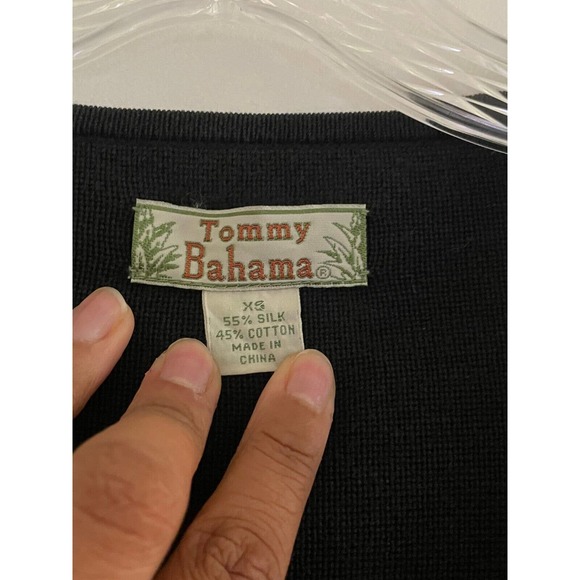 Tommy
Bahama®
XS
55% SILK
45% COTTON
MADE IN
CHINA